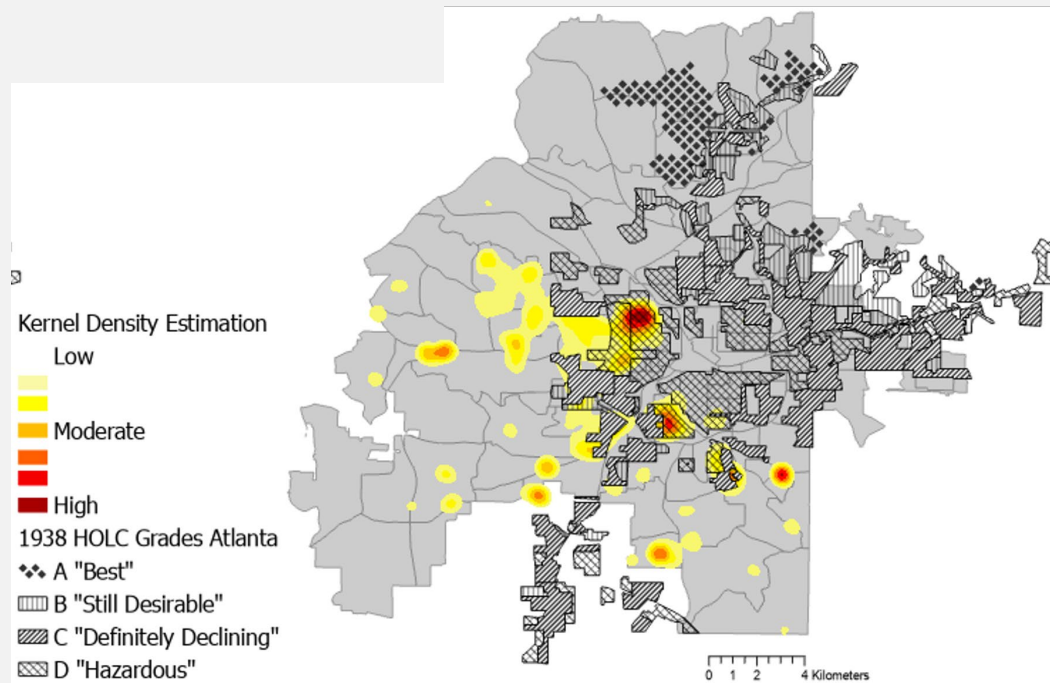 Kernel Density Estimation
Low
Moderate
High
1938 HOLC Grades Atlanta
A "Best"
B "Still Desirable"
C "Definitely Declining"
D "Hazardous"
0 1 2 4 Kilometers